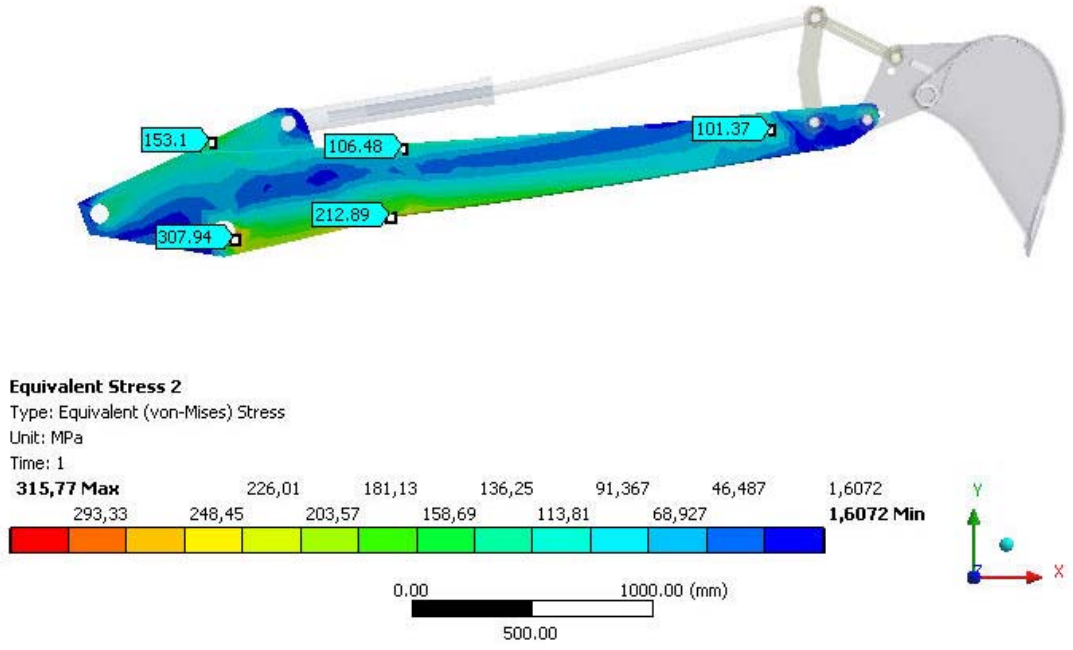 153.1
106.48
101.37
212.89
307.94
Equivalent Stress 2
Type: Equivalent (von-Mises) Stress
Unit: MPa
Time: 1
315,77 Max 226,01 181,13 136,25 91,367 46,487 1,6072
293,33 248,45 203,57 158,69 113,81 68,927 1,6072 Min
Y
Z X
0.00 1000.00 (mm)
500.00